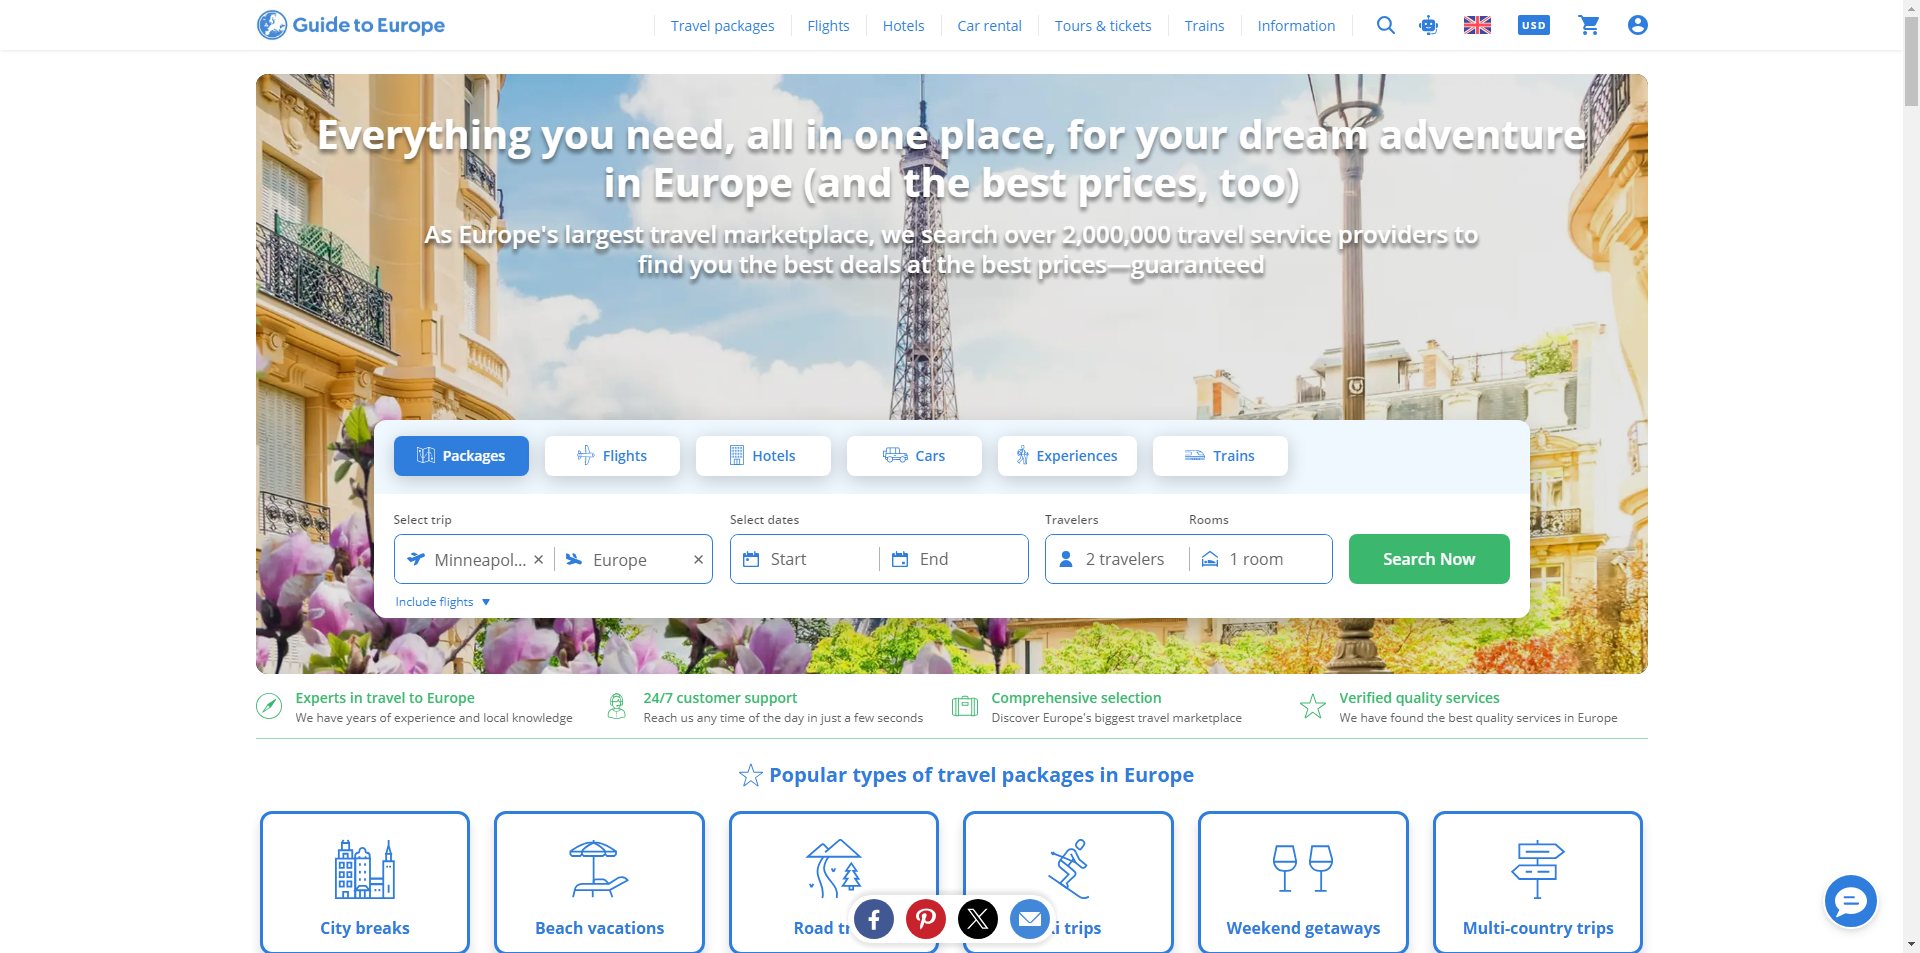 Guide to Europe
Travel packages
Flights
Hotels
Car rental
Tours & tickets
Trains
Information
USD
Everything you need, all in one place, for your dream adventure
in Europe (and the best prices, too)
As Europe's largest travel marketplace, we search over 2,000,000 travel service providers to
find you the best deals at the best prices—guaranteed
Packages
Flights
Hotels
Cars
Experiences
Trains
Select trip
Select dates
Travelers
Rooms
Minneapol...
Europe
Start
End
2 travelers
1 room
Search Now
Include flights
Experts in travel to Europe
We have years of experience and local knowledge
24/7 customer support
Reach us any time of the day in just a few seconds
Comprehensive selection
Discover Europe's biggest travel marketplace
Verified quality services
We have found the best quality services in Europe
Popular types of travel packages in Europe
City breaks
Beach vacations
Road
trips
Weekend getaways
Multi-country trips